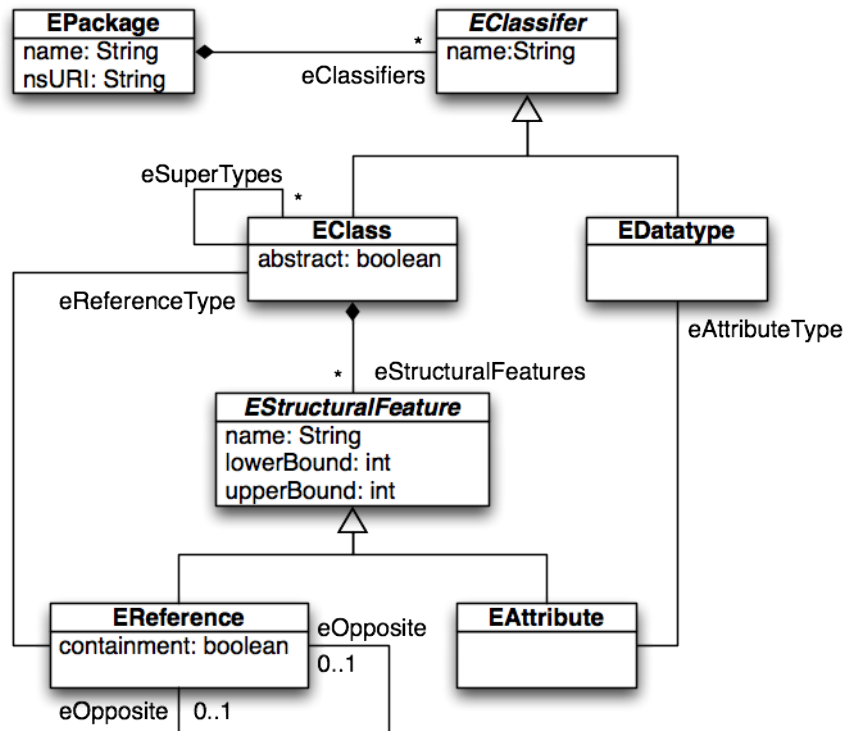 EPackage
name: String
nsURI: String
*
eClassifiers
EClassifer
name:String
eSuperTypes
*
EClass
abstract: boolean
EDatatype
eReferenceType
eAttributeType
*
eStructuralFeatures
EStructuralFeature
name: String
lowerBound: int
upperBound: int
EReference
containment: boolean
eOpposite
0..1
EAttribute
eOpposite
0..1